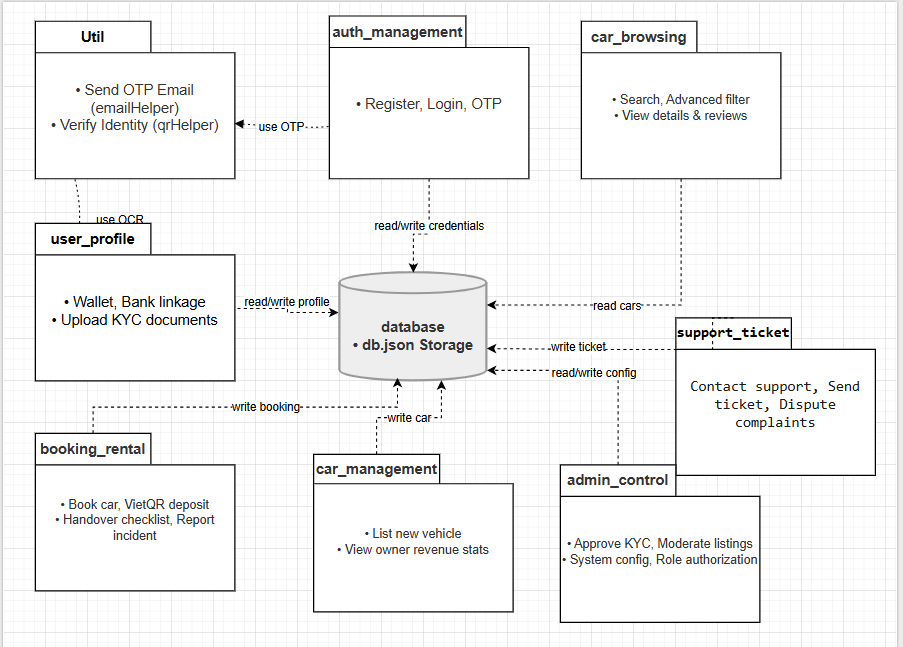 Util
• Send OTP Email
(emailHelper)
• Verify Identity (qrHelper)
auth_management
• Register, Login, OTP
car_browsing
• Search, Advanced filter
• View details & reviews
use OTP
use OCR
read/write credentials
user_profile
• Wallet, Bank linkage
• Upload KYC documents
read/write profile
database
• db.json Storage
read cars
write ticket
read/write config
support_ticket
Contact support, Send
ticket, Dispute
complaints
write booking
write car
booking_rental
• Book car, VietQR deposit
• Handover checklist, Report
incident
car_management
• List new vehicle
• View owner revenue stats
admin_control
• Approve KYC, Moderate listings
• System config, Role authorization